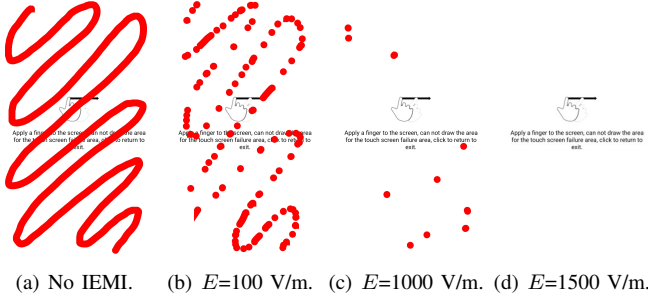 Apply a finger to the screen, can not draw the area
for the touch screen failure area, click to return to
exit.
Apply a finger to the screen, can not draw the area
for the touch screen failure area, click to return to
exit.
Apply a finger to the screen, can not draw the area
for the touch screen failure area, click to return to
exit.
Apply a finger to the screen, can not draw the area
for the touch screen failure area, click to return to
exit.
(a) No IEMI. (b) E=100 V/m. (c) E=1000 V/m. (d) E=1500 V/m.